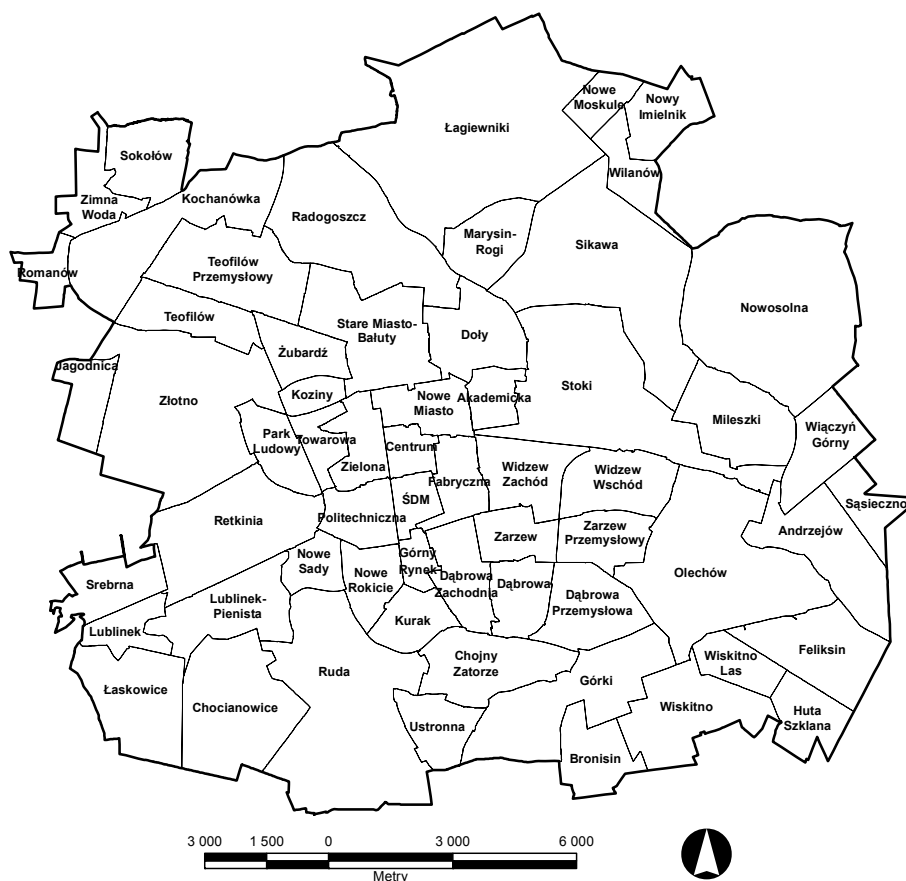 Nowe
Moskule
Nowy
Imielnik
Łagiewniki
Sokołów
Wilanów
Zimna
Woda
Kochanówka
Radogoszcz
Marysin-
Rogi
Sikawa
Romanów
Teofilów
Przemysłowy
Nowosolna
Teofilów
Stare Miasto-
Bałuty
Doły
Żubardź
Jagodnica
Złotno
Koziny
Nowe
Miasto
Akademicka
Stoki
Mileszki
Wiączyń
Górny
Park
Ludowy
Towarowa
Zielona
Centrum
Fabryczna
Widzew
Zachód
Widzew
Wschód
Sąsieczno
ŚDM
Retkinia
Politechniczna
Zarzew
Zarzew
Przemysłowy
Andrzejów
Srebrna
Nowe
Sady
Nowe
Rokicie
Górny
Rynek
Dąbrowa
Zachodnia
Dąbrowa
Dąbrowa
Przemysłowa
Olechów
Lublinek-
Pienista
Lublinek
Kurak
Feliksin
Łaskowice
Chocianowice
Ruda
Chojny
Zatorze
Górki
Wiskitno
Las
Wiskitno
Huta
Szklana
Ustronna
Bronisin
3 000 1 500 0 3 000 6 000
Metry